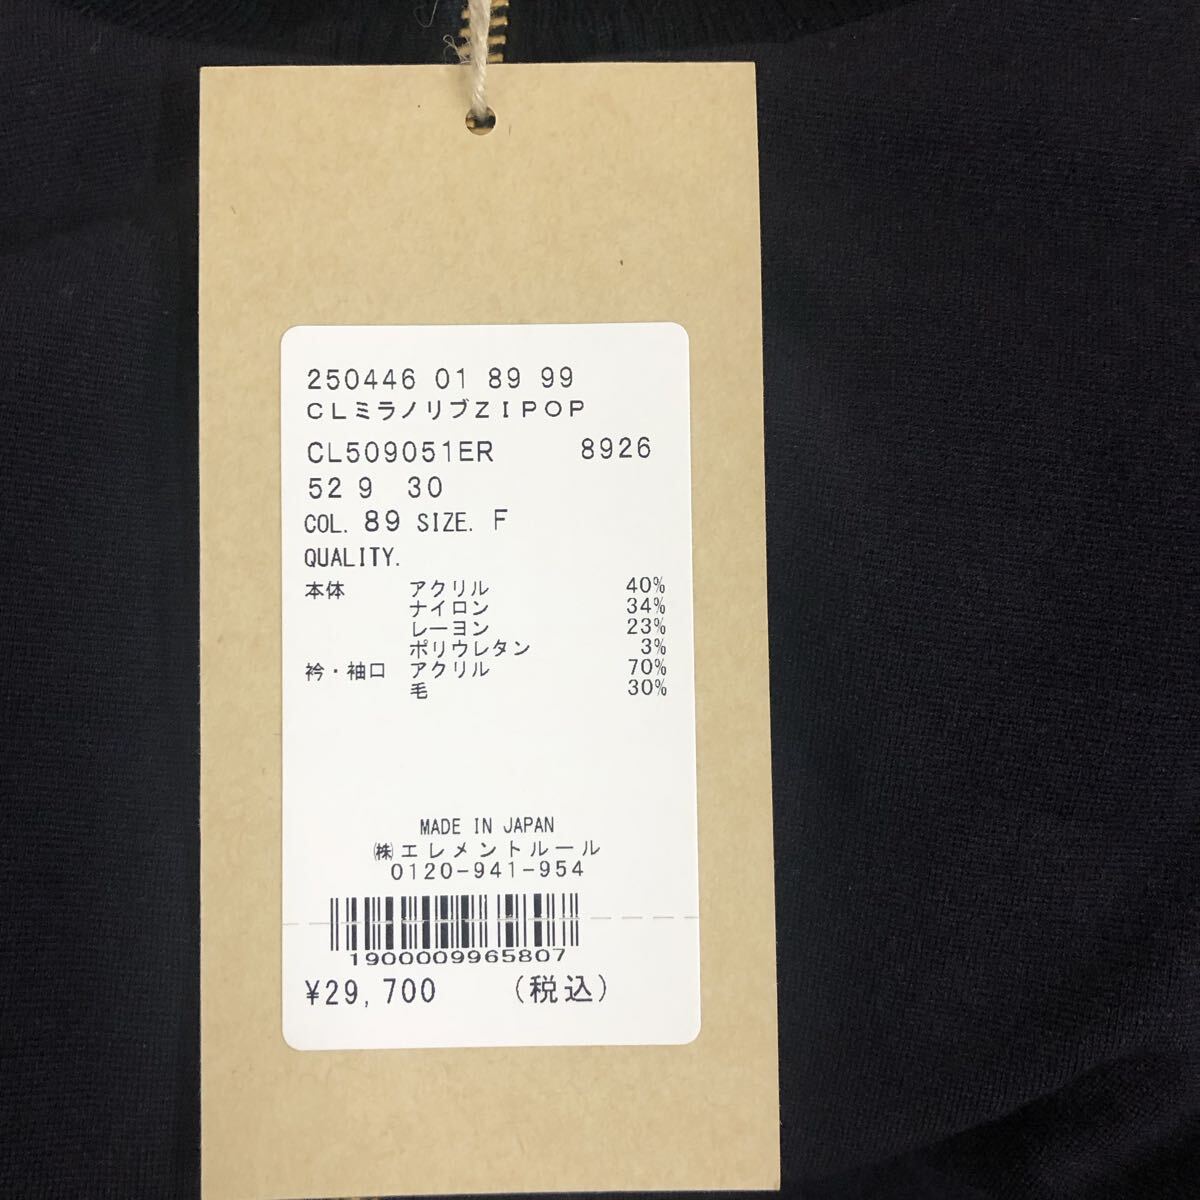 250446 01 89 99
CLミラノリブZIPOP
CL509051ER 8926
52 9 30
COL. 89 SIZE. F
QUALITY.
本体 アクリル 40%
ナイロン 34%
レーヨン 23%
ポリウレタン 3%
衿・袖口 アクリル 70%
毛 30%
MADE IN JAPAN
㈱エレメントルール
0120-941-954
1900009965807
¥29,700 (税込)